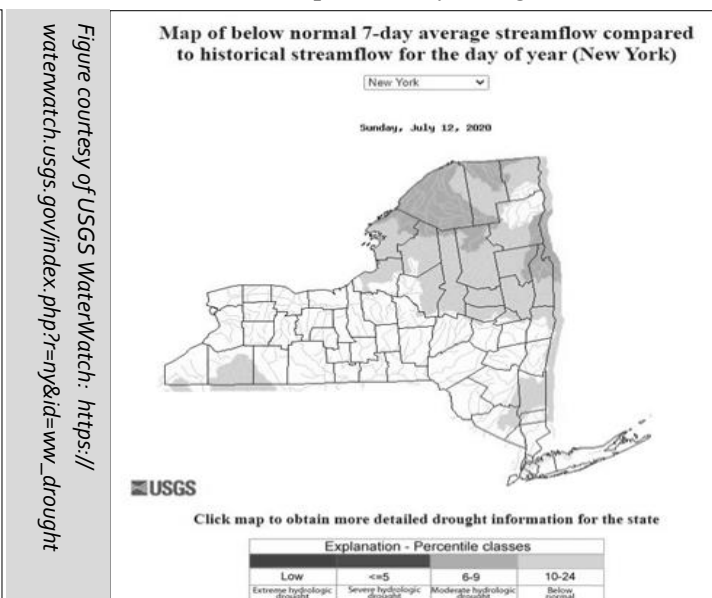 Figure courtesy of USGS WaterWatch: https://
waterwatch.usgs.gov/index.php?r=ny&id=ww_drought
Map of below normal 7-day average streamflow compared
to historical streamflow for the day of year (New York)
New York
Sunday, July 12, 2020
USGS
Click map to obtain more detailed drought information for the state
Explanation - Percentile classes
Low <=5 6-9 10-24
Extreme hydrologic drought Severe hydrologic drought Moderate hydrologic drought Below normal